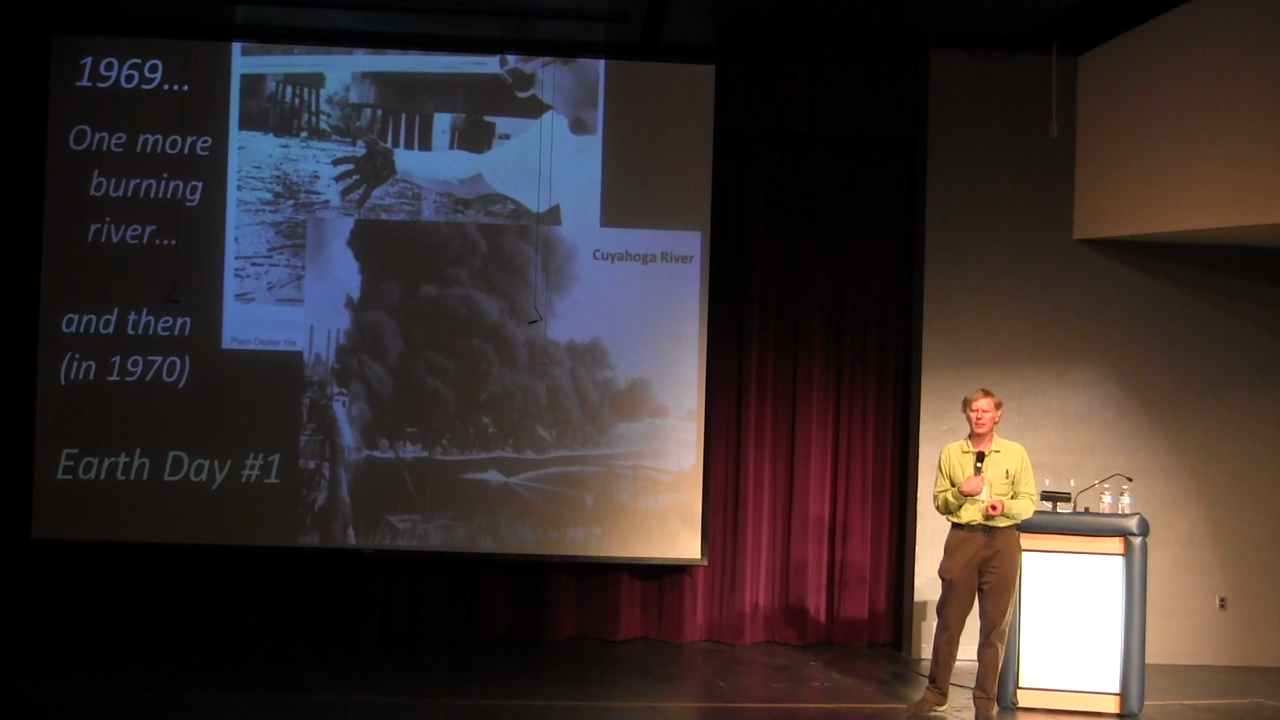 1969...
One more
burning
river...
and then
(in 1970)
Earth Day #1
Cuyahoga River
Plain Dealer file